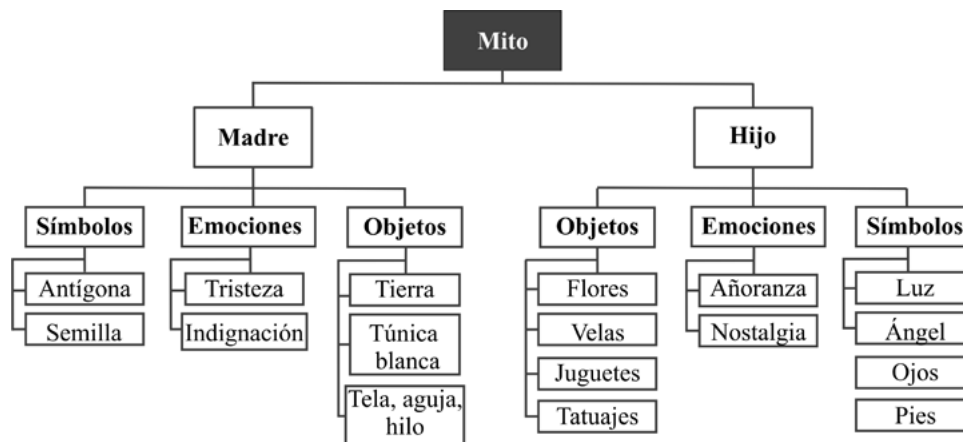 Mito
Madre
Hijo
Símbolos
Emociones
Objetos
Objetos
Emociones
Símbolos
Antígona
Tristeza
Tierra
Flores
Añoranza
Luz
Semilla
Indignación
Túnica
blanca
Velas
Nostalgia
Ángel
Tela, aguja,
hilo
Juguetes
Ojos
Tatuajes
Pies